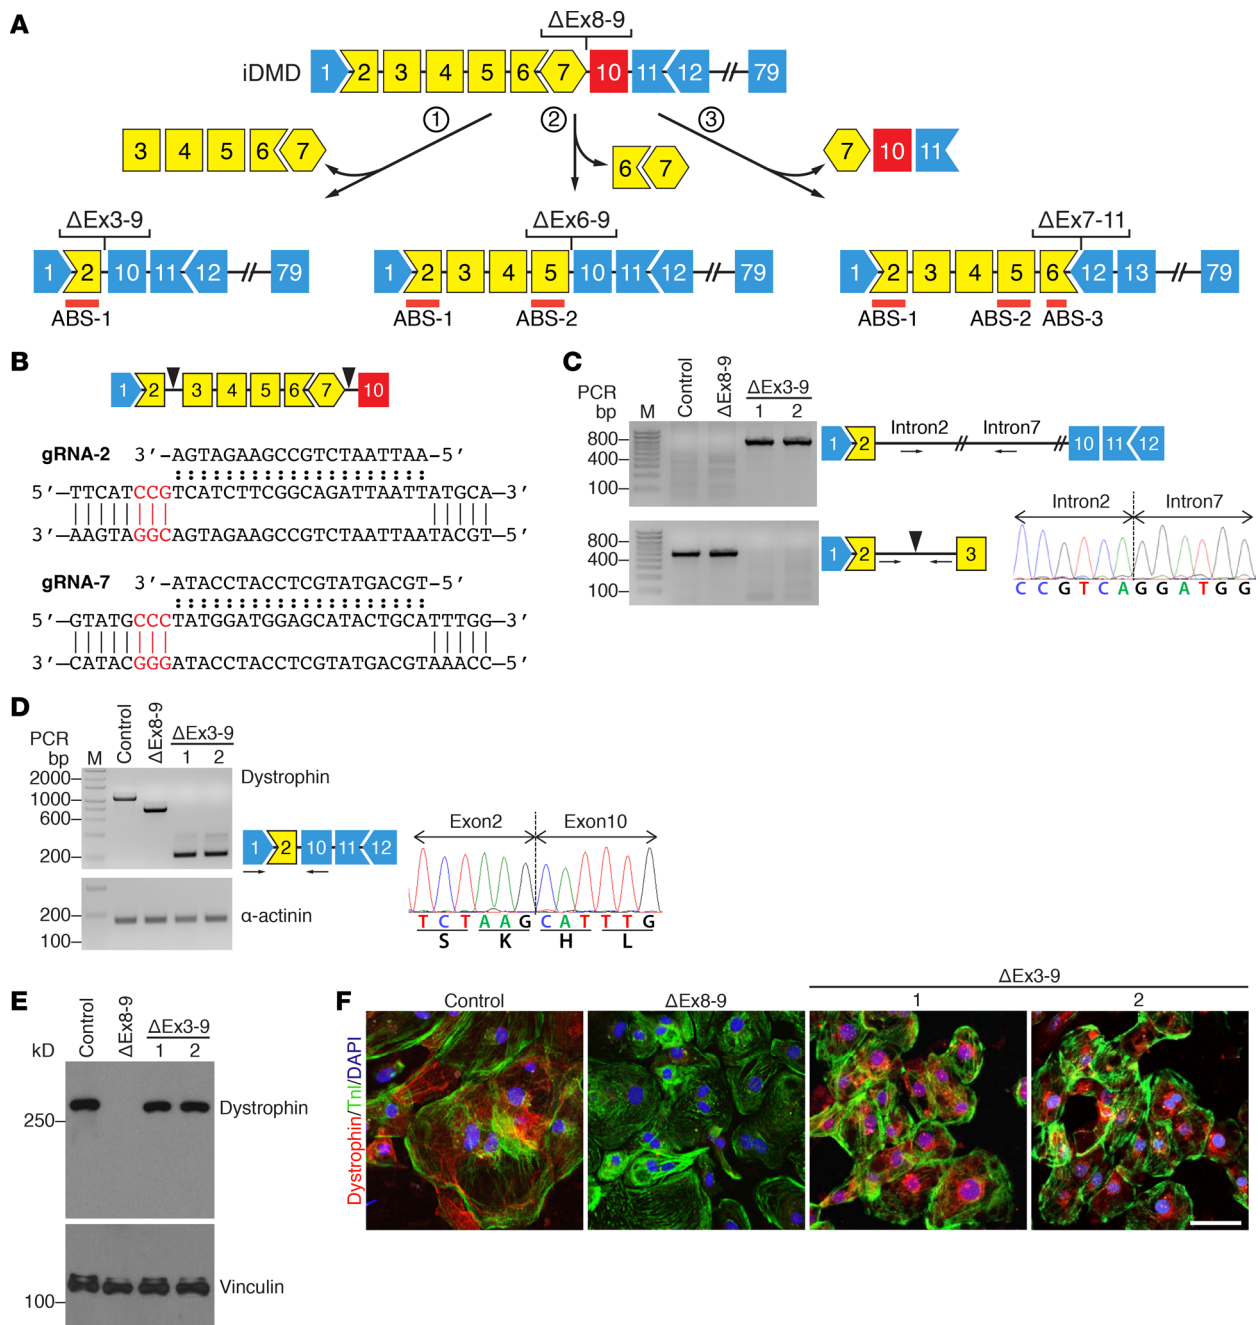 A
ΔEx8-9
iDMD
1 2 3 4 5 6 7 10 11 12 79
1 2 3
3 4 5 6 7
6 7
7 10 11
ΔEx3-9
ΔEx6-9
ΔEx7-11
1 2 10 11 12 79
1 2 3 4 5 10 11 12 79
1 2 3 4 5 6 12 13 79
ABS-1
ABS-1 ABS-2
ABS-1 ABS-2 ABS-3
B
1 2 3 4 5 6 7 10
gRNA-2 3′-AGTAGAAGCCGTCTAATTAA-5′
5′-TTCATCCGTCATCTTCGGCAGATTAATTATGCA-3′
AAGTAGGCAGTAGAAGCCGTCTAATTAATACGT-5′
3′-
gRNA-7 3′-ATACCTACCTCGTATGACGT-5′
5′-GTATGCCCTATGGATGGAGCATACTGCATTTGG-3′
3′-CATACGGGATACCTACCTCGTATGACGTAAACC-5′
C
PCR
bp
M
Control
ΔEx8-9
ΔEx3-9
1 2
800
400
100
1 2 Intron2 Intron7 10 11 12
800
400
100
1 2 3
Intron2 Intron7
C C G T C A G G A T G G
D
PCR
bp
M
Control
ΔEx8-9
ΔEx3-9
1 2
2000
1000
600
200
Dystrophin
200
100
α-actinin
1 2 10 11 12
Exon2 Exon10
T C T A A G C A T T T G
S K H L
E
kD
Control
ΔEx8-9
ΔEx3-9
1 2
250
Dystrophin
100
Vinculin
F
Control
ΔEx8-9
ΔEx3-9
1 2
Dystrophin/TnI/DAPI